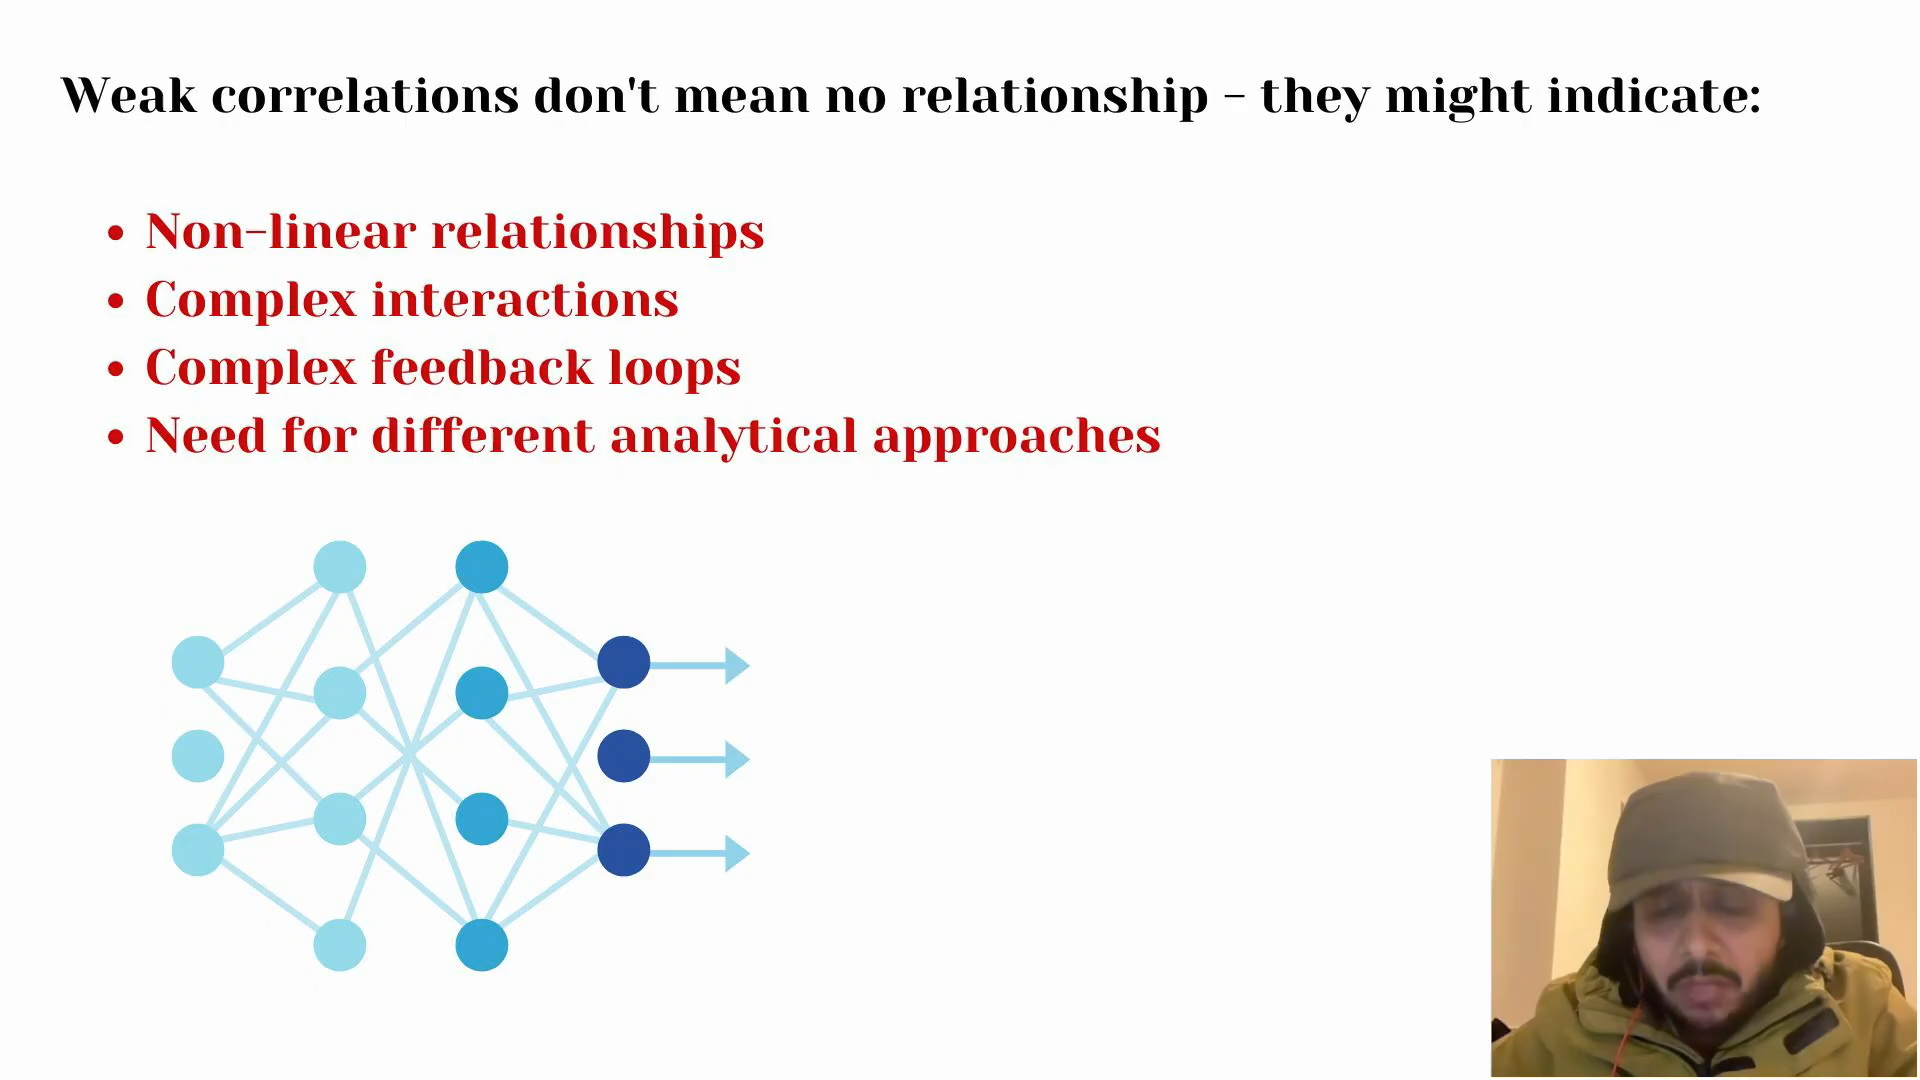 Weak correlations don't mean no relationship - they might indicate:
• Non-linear relationships
• Complex interactions
• Complex feedback loops
• Need for different analytical approaches